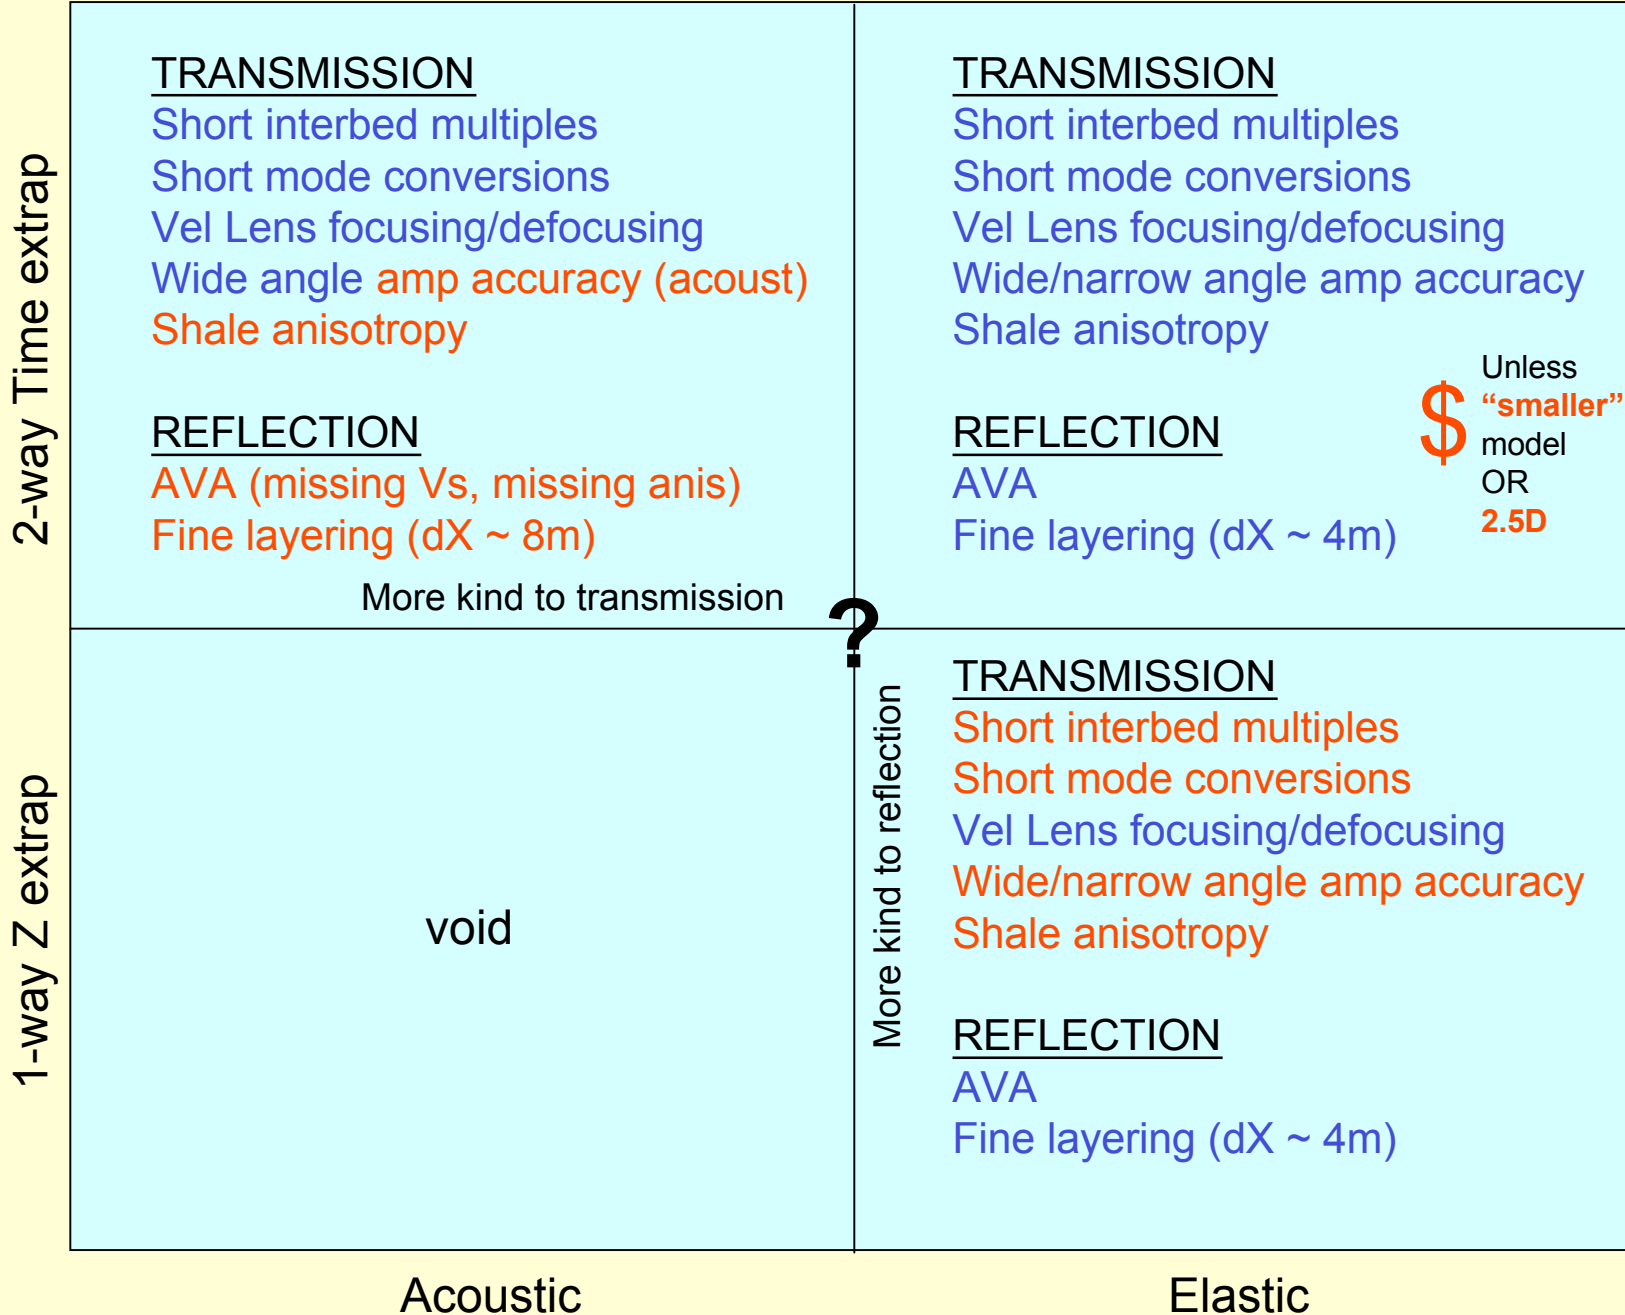 2-way Time extrap
TRANSMISSION
Short interbed multiples
Short mode conversions
Vel Lens focusing/defocusing
Wide angle amp accuracy (acoust)
Shale anisotropy
REFLECTION
AVA (missing Vs, missing anis)
Fine layering (dX ~ 8m)
More kind to transmission
TRANSMISSION
Short interbed multiples
Short mode conversions
Vel Lens focusing/defocusing
Wide/narrow angle amp accuracy
Shale anisotropy
REFLECTION
AVA
Fine layering (dX ~ 4m)
$
Unless
“smaller”
model
OR
2.5D
?
1-way Z extrap
void
More kind to reflection
TRANSMISSION
Short interbed multiples
Short mode conversions
Vel Lens focusing/defocusing
Wide/narrow angle amp accuracy
Shale anisotropy
REFLECTION
AVA
Fine layering (dX ~ 4m)
Acoustic
Elastic